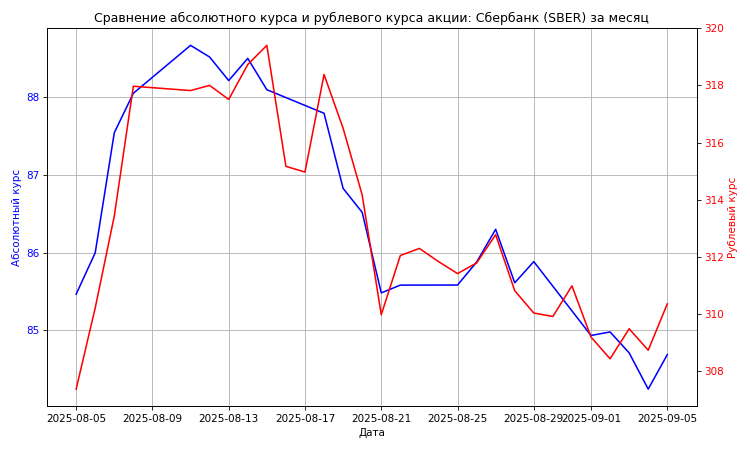 Сравнение абсолютного курса и рублевого курса акции: Сбербанк (SBER) за месяц
320
318
316
314
312
310
308
88
87
86
85
Абсолютный курс
Рублевый курс
2025-08-05 2025-08-09 2025-08-13 2025-08-17 2025-08-21 2025-08-25 2025-08-29 2025-09-01 2025-09-05
Дата